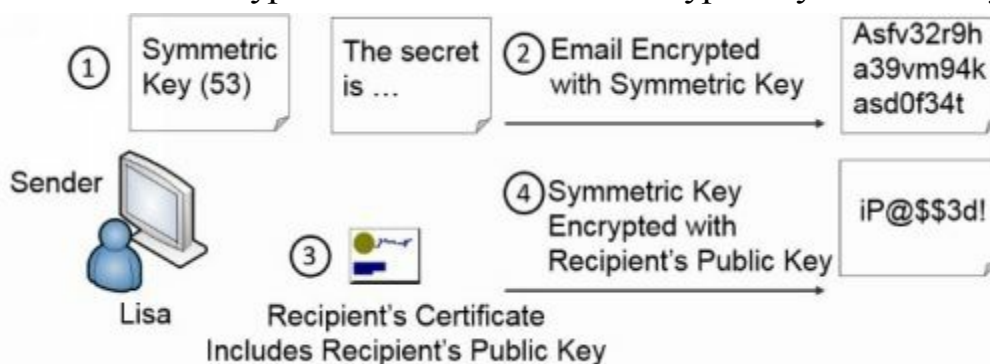 1
Symmetric
Key (53)
The secret
is ...
2 Email Encrypted
with Symmetric Key
Asfv32r9h
a39vm94k
asd0f34t
Sender
Lisa
3
Recipient's Certificate
Includes Recipient's Public Key
4 Symmetric Key
Encrypted with
Recipient's Public Key
iP@$$3d!